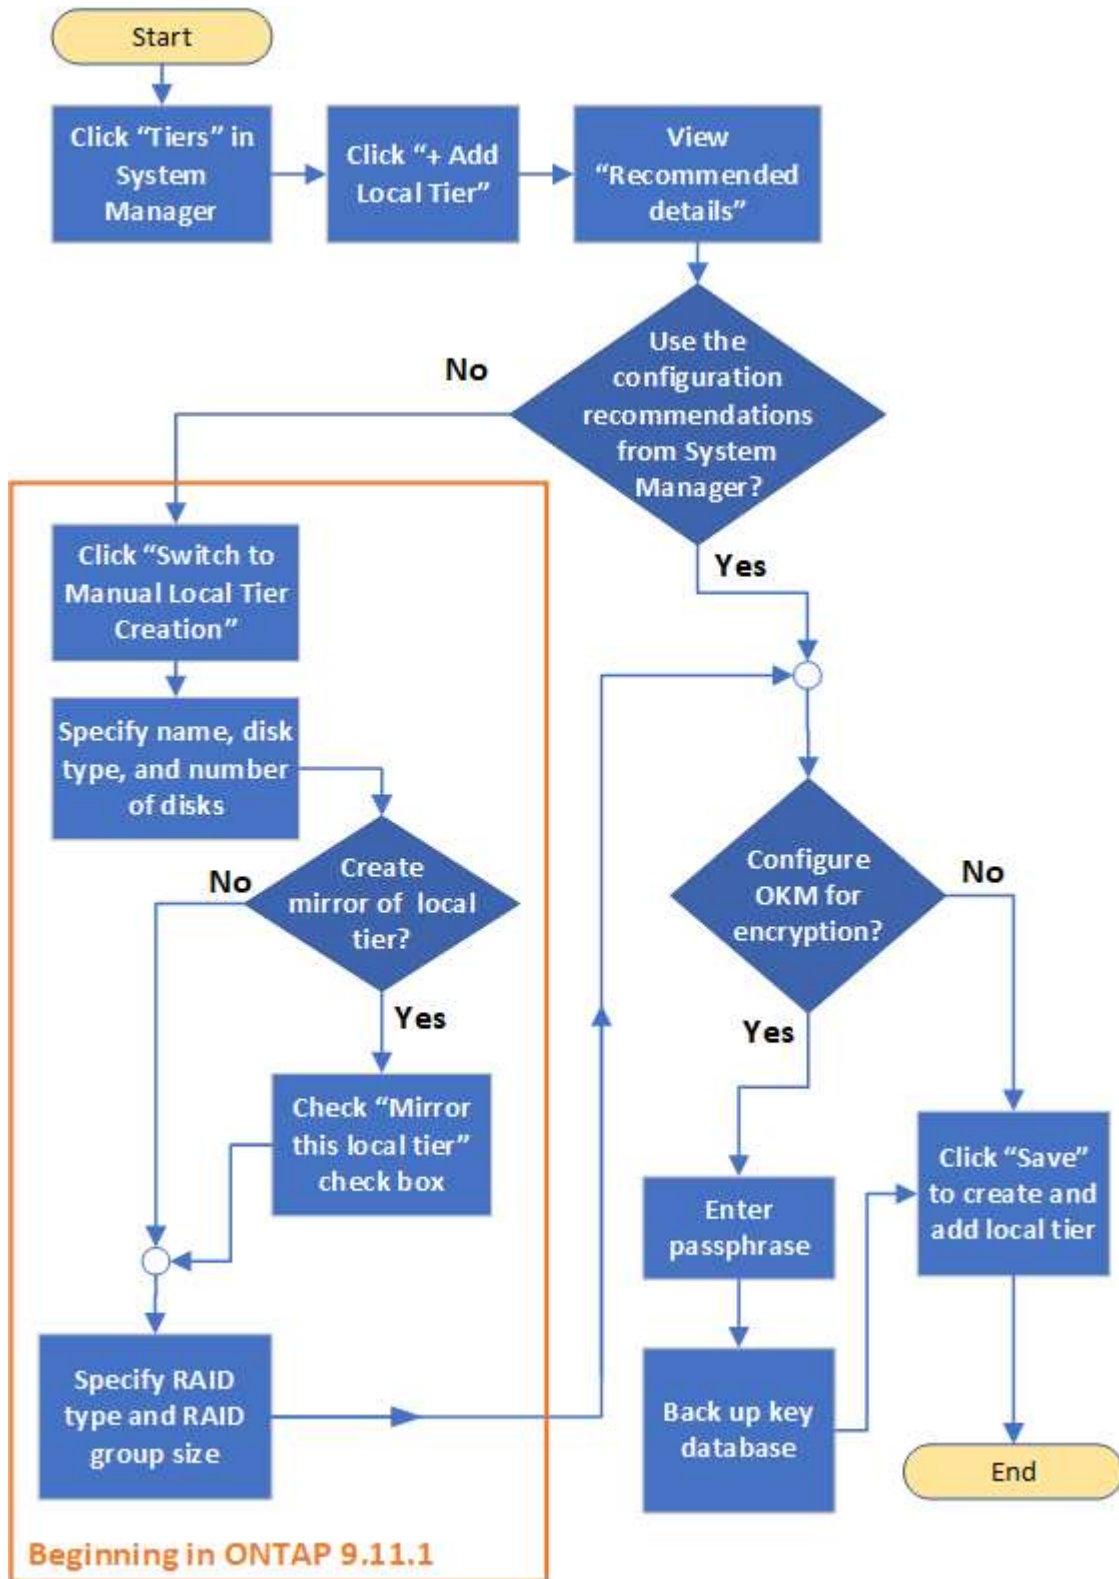 Start
Click “Tiers” in
System
Manager
Click “+ Add
Local Tier”
View
“Recommended
details”
Use the
configuration
recommendations
from System
Manager?
No
Yes
Click “Switch to
Manual Local Tier
Creation”
Specify name, disk
type, and number
of disks
Create
mirror of local
tier?
No
Yes
Check “Mirror
this local tier”
check box
Specify RAID
type and RAID
group size
Beginning in ONTAP 9.11.1
Configure
OKM for
encryption?
No
Yes
Enter
passphrase
Back up key
database
Click “Save”
to create and
add local tier
End